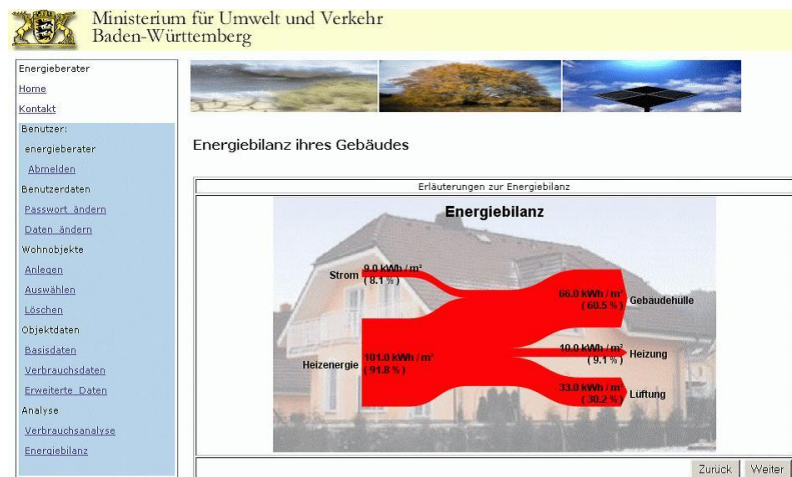 Ministerium für Umwelt und Verkehr
Baden-Württemberg
Energieberater
Home
Kontakt
Benutzer:
energieberater
Abmelden
Benutzerdaten
Passwort ändern
Daten ändern
Wohnobjekte
Anlegen
Auswählen
Löschen
Objektdaten
Basisdaten
Verbrauchsdaten
Erweiterte Daten
Analyse
Verbrauchsanalyse
Energiebilanz
Energiebilanz ihres Gebäudes
Erläuterungen zur Energiebilanz
Energiebilanz
Strom
9.0 kWh / m²
( 8.1 % )
Heizenergie
101.0 kWh / m²
( 91.8 % )
66.0 kWh / m²
( 60.5 % )
Gebäudehülle
10.0 kWh / m²
( 9.1 % )
Heizung
33.0 kWh / m²
( 30.2 % )
Lüftung
Zurück
Weiter